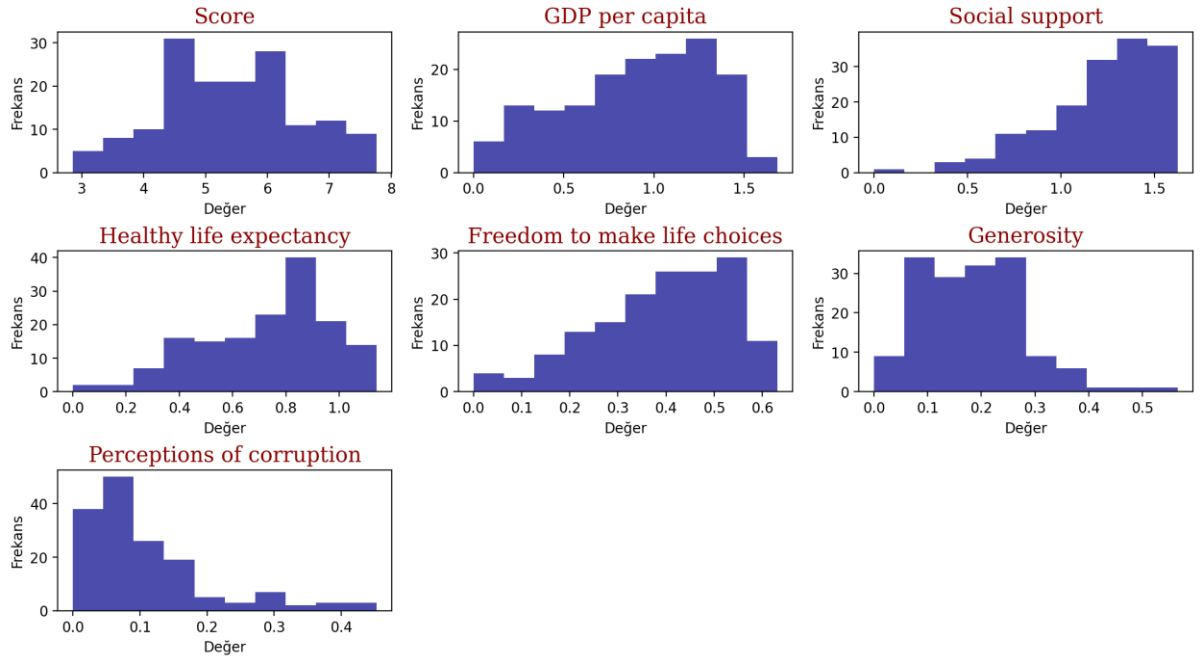 Score
30
20
10
0
Frekans
3 4 5 6 7 8
Değer
GDP per capita
20
10
0
Frekans
0.0 0.5 1.0 1.5
Değer
Social support
30
20
10
0
Frekans
0.0 0.5 1.0 1.5
Değer
Healthy life expectancy
40
30
20
10
0
Frekans
0.0 0.2 0.4 0.6 0.8 1.0
Değer
Freedom to make life choices
30
20
10
0
Frekans
0.0 0.1 0.2 0.3 0.4 0.5 0.6
Değer
Generosity
30
20
10
0
Frekans
0.0 0.1 0.2 0.3 0.4 0.5
Değer
Perceptions of corruption
40
20
0
Frekans
0.0 0.1 0.2 0.3 0.4
Değer